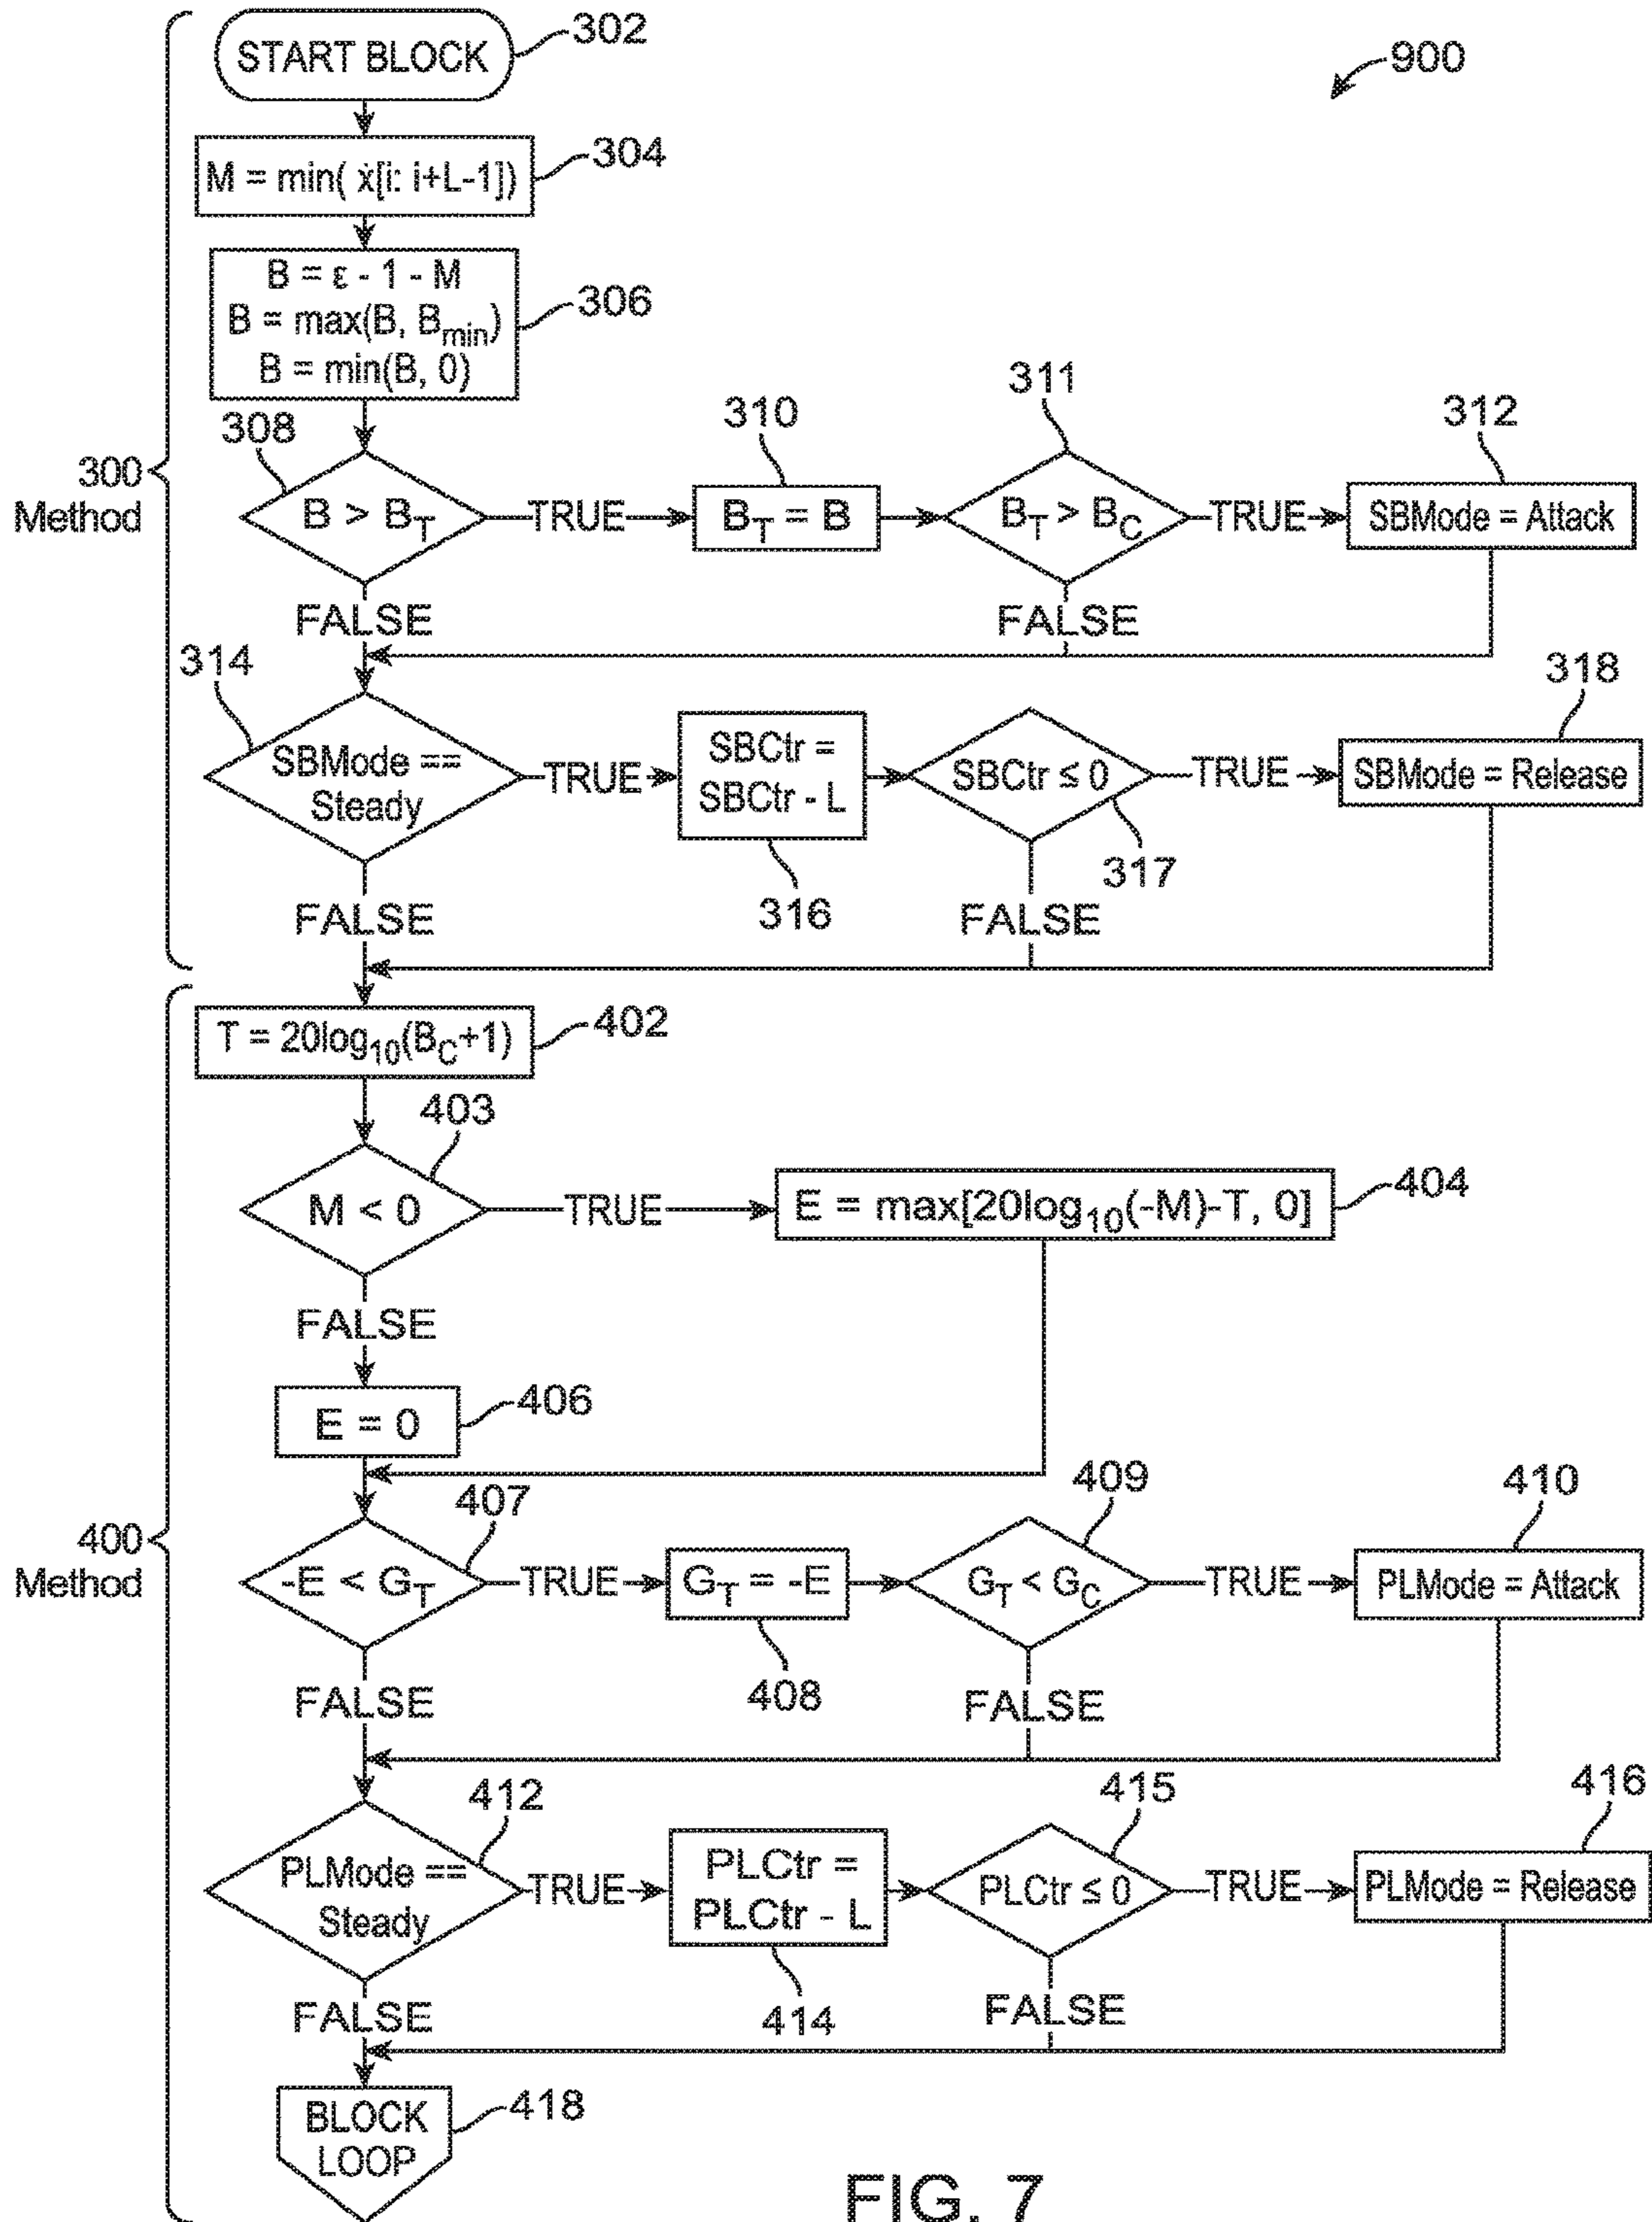 START BLOCK
302
900
M = min( ẋ[i: i+L-1])
304
B = ε - 1 - M
B = max(B, Bmin)
B = min(B, 0)
306
308
310
311
312
300
Method
B > BT
TRUE
BT = B
BT > BC
TRUE
SBMode = Attack
FALSE
FALSE
314
318
SBMode ==
Steady
TRUE
SBCtr =
SBCtr - L
SBCtr ≤ 0
TRUE
SBMode = Release
317
316
FALSE
FALSE
T = 20log10(BC+1)
402
403
M < 0
TRUE
E = max[20log10(-M)-T, 0]
404
FALSE
E = 0
406
407
409
410
400
Method
-E < GT
TRUE
GT = -E
GT < GC
TRUE
PLMode = Attack
408
FALSE
FALSE
412
415
416
PLMode ==
Steady
TRUE
PLCtr =
PLCtr - L
PLCtr ≤ 0
TRUE
PLMode = Release
414
FALSE
FALSE
BLOCK
LOOP
418
FIG. 7